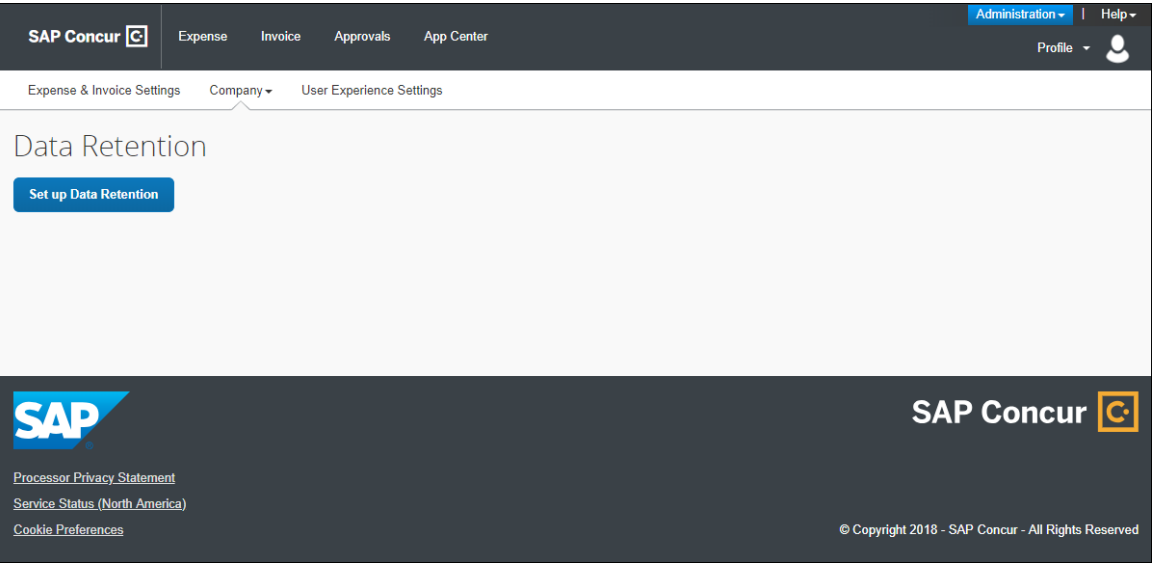 Administration | Help
SAP Concur C Expense Invoice Approvals App Center
Profile
Expense & Invoice Settings Company User Experience Settings
Data Retention
Set up Data Retention
SAP ®
SAP Concur C
Processor Privacy Statement
Service Status (North America)
Cookie Preferences
© Copyright 2018 - SAP Concur - All Rights Reserved